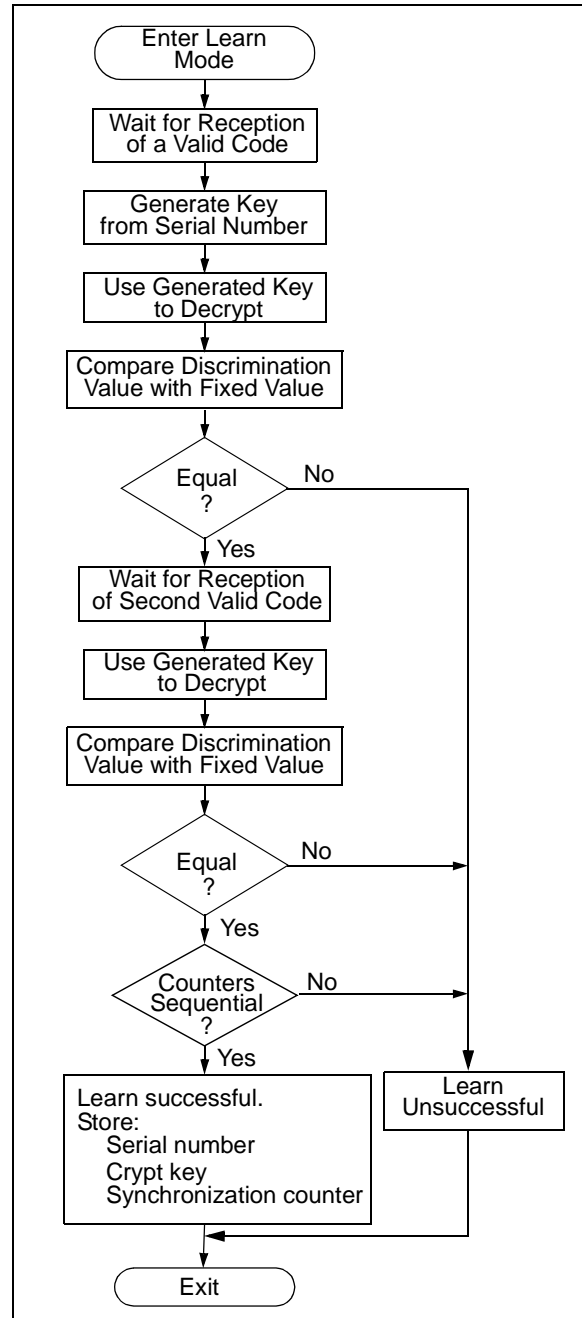 Enter Learn
Mode
Wait for Reception
of a Valid Code
Generate Key
from Serial Number
Use Generated Key
to Decrypt
Compare Discrimination
Value with Fixed Value
Equal
?
No
Yes
Wait for Reception
of Second Valid Code
Use Generated Key
to Decrypt
Compare Discrimination
Value with Fixed Value
Equal
?
No
Yes
Counters
Sequential
?
No
Yes
Learn successful.
Store:
Serial number
Crypt key
Synchronization counter
Learn
Unsuccessful
Exit